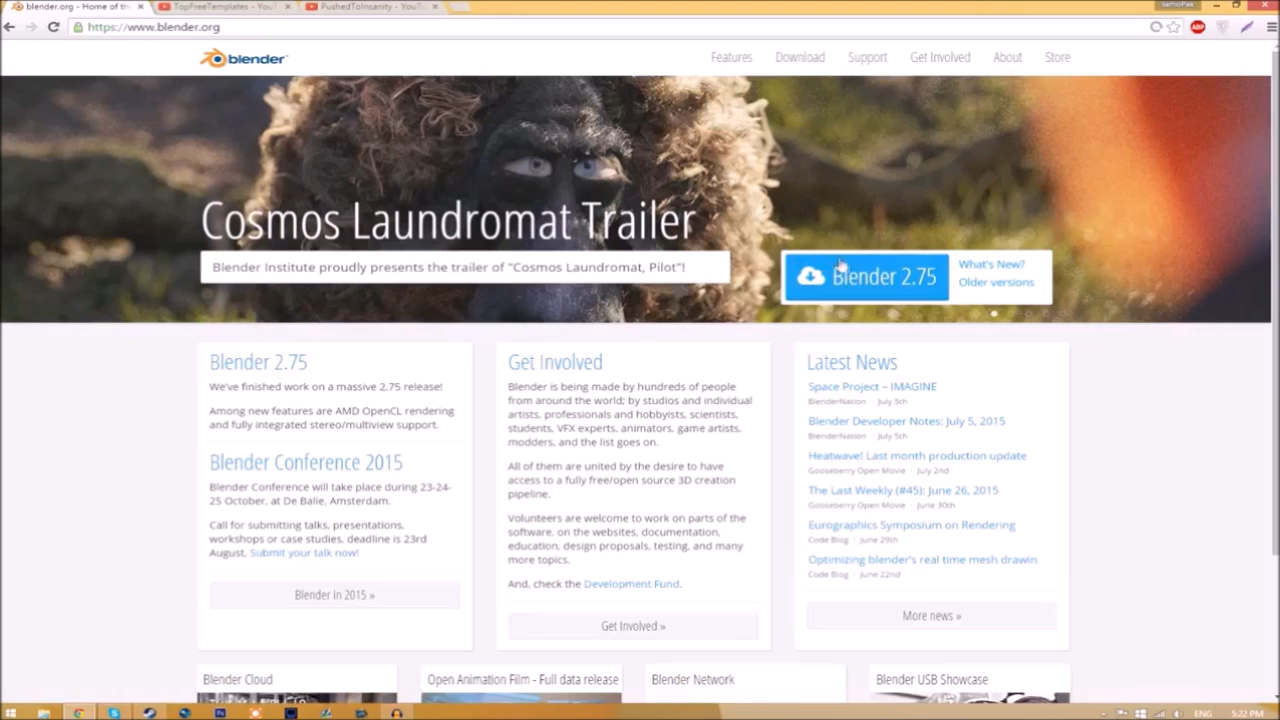 blender.org - Home of th
TopFreeTemplates - YouT
PushedToInsanity - YouTu
https://www.blender.org
ABP
blender
Features
Download
Support
Get Involved
About
Store
Cosmos Laundromat Trailer
Blender Institute proudly presents the trailer of "Cosmos Laundromat, Pilot"!
Blender 2.75
What's New?
Older versions
Blender 2.75
We've finished work on a massive 2.75 release!
Among new features are AMD OpenCL rendering
and fully integrated stereo/multiview support.
Blender Conference 2015
Blender Conference will take place during 23-24-
25 October, at De Balie, Amsterdam.
Call for submitting talks, presentations,
workshops or case studies, deadline is 23rd
August. Submit your talk now!
Blender in 2015 »
Get Involved
Blender is being made by hundreds of people
from around the world; by studios and individual
artists, professionals and hobbyists, scientists,
students, VFX experts, animators, game artists,
modders, and the list goes on.
All of them are united by the desire to have
access to a fully free/open source 3D creation
pipeline.
Volunteers are welcome to work on parts of the
software, on the websites, documentation,
education, design proposals, testing, and many
more topics.
And, check the Development Fund.
Get Involved »
Latest News
Space Project – IMAGINE
BlenderNation · July 5th
Blender Developer Notes: July 5, 2015
BlenderNation · July 5th
Heatwave! Last month production update
Gooseberry Open Movie · July 2nd
The Last Weekly (#45): June 26, 2015
Gooseberry Open Movie · June 30th
Eurographics Symposium on Rendering
Code Blog · June 29th
Optimizing blender's real time mesh drawin
Code Blog · June 22nd
More news »
Blender Cloud
Open Animation Film - Full data release
Blender Network
Blender USB Showcase
ENG
5:22 PM